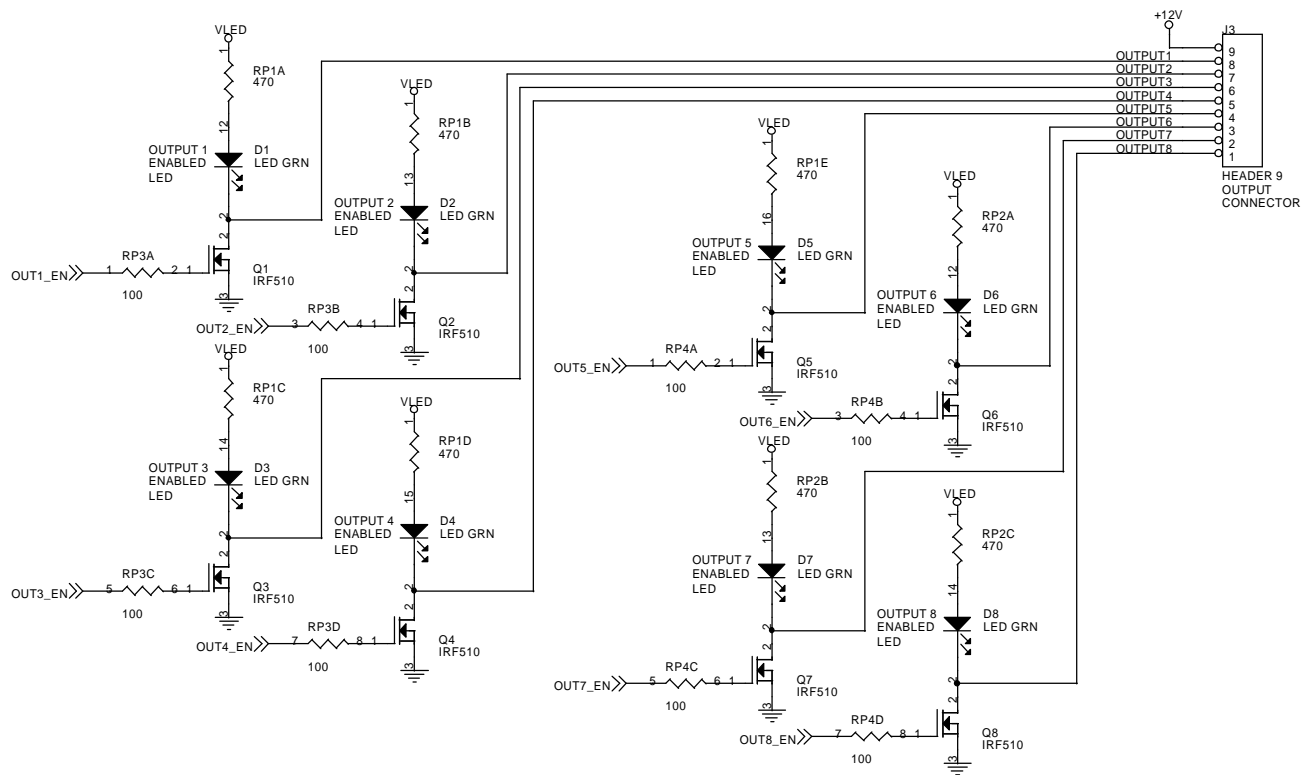 +12V
J3
9
OUTPUT1 8
OUTPUT2 7
OUTPUT3 6
OUTPUT4 5
OUTPUT5 4
OUTPUT6 3
OUTPUT7 2
OUTPUT8 1
HEADER 9
OUTPUT
CONNECTOR
VLED
1
RP1A
470
12
OUTPUT 1
ENABLED
LED
D1
LED GRN
2
2
OUT1_EN
1
RP3A
2 1
100
Q1
IRF510
3
VLED
1
RP1B
470
13
OUTPUT 2
ENABLED
LED
D2
LED GRN
2
2
OUT2_EN
3
RP3B
4 1
100
Q2
IRF510
3
VLED
1
RP1C
470
14
OUTPUT 3
ENABLED
LED
D3
LED GRN
2
2
OUT3_EN
5
RP3C
6 1
100
Q3
IRF510
3
VLED
1
RP1D
470
15
OUTPUT 4
ENABLED
LED
D4
LED GRN
2
2
OUT4_EN
7
RP3D
8 1
100
Q4
IRF510
3
VLED
1
RP1E
470
16
OUTPUT 5
ENABLED
LED
D5
LED GRN
2
2
OUT5_EN
1
RP4A
2 1
100
Q5
IRF510
3
VLED
1
RP2A
470
12
OUTPUT 6
ENABLED
LED
D6
LED GRN
2
2
OUT6_EN
3
RP4B
4 1
100
Q6
IRF510
3
VLED
1
RP2B
470
13
OUTPUT 7
ENABLED
LED
D7
LED GRN
2
2
OUT7_EN
5
RP4C
6 1
100
Q7
IRF510
3
VLED
1
RP2C
470
14
OUTPUT 8
ENABLED
LED
D8
LED GRN
2
2
OUT8_EN
7
RP4D
8 1
100
Q8
IRF510
3